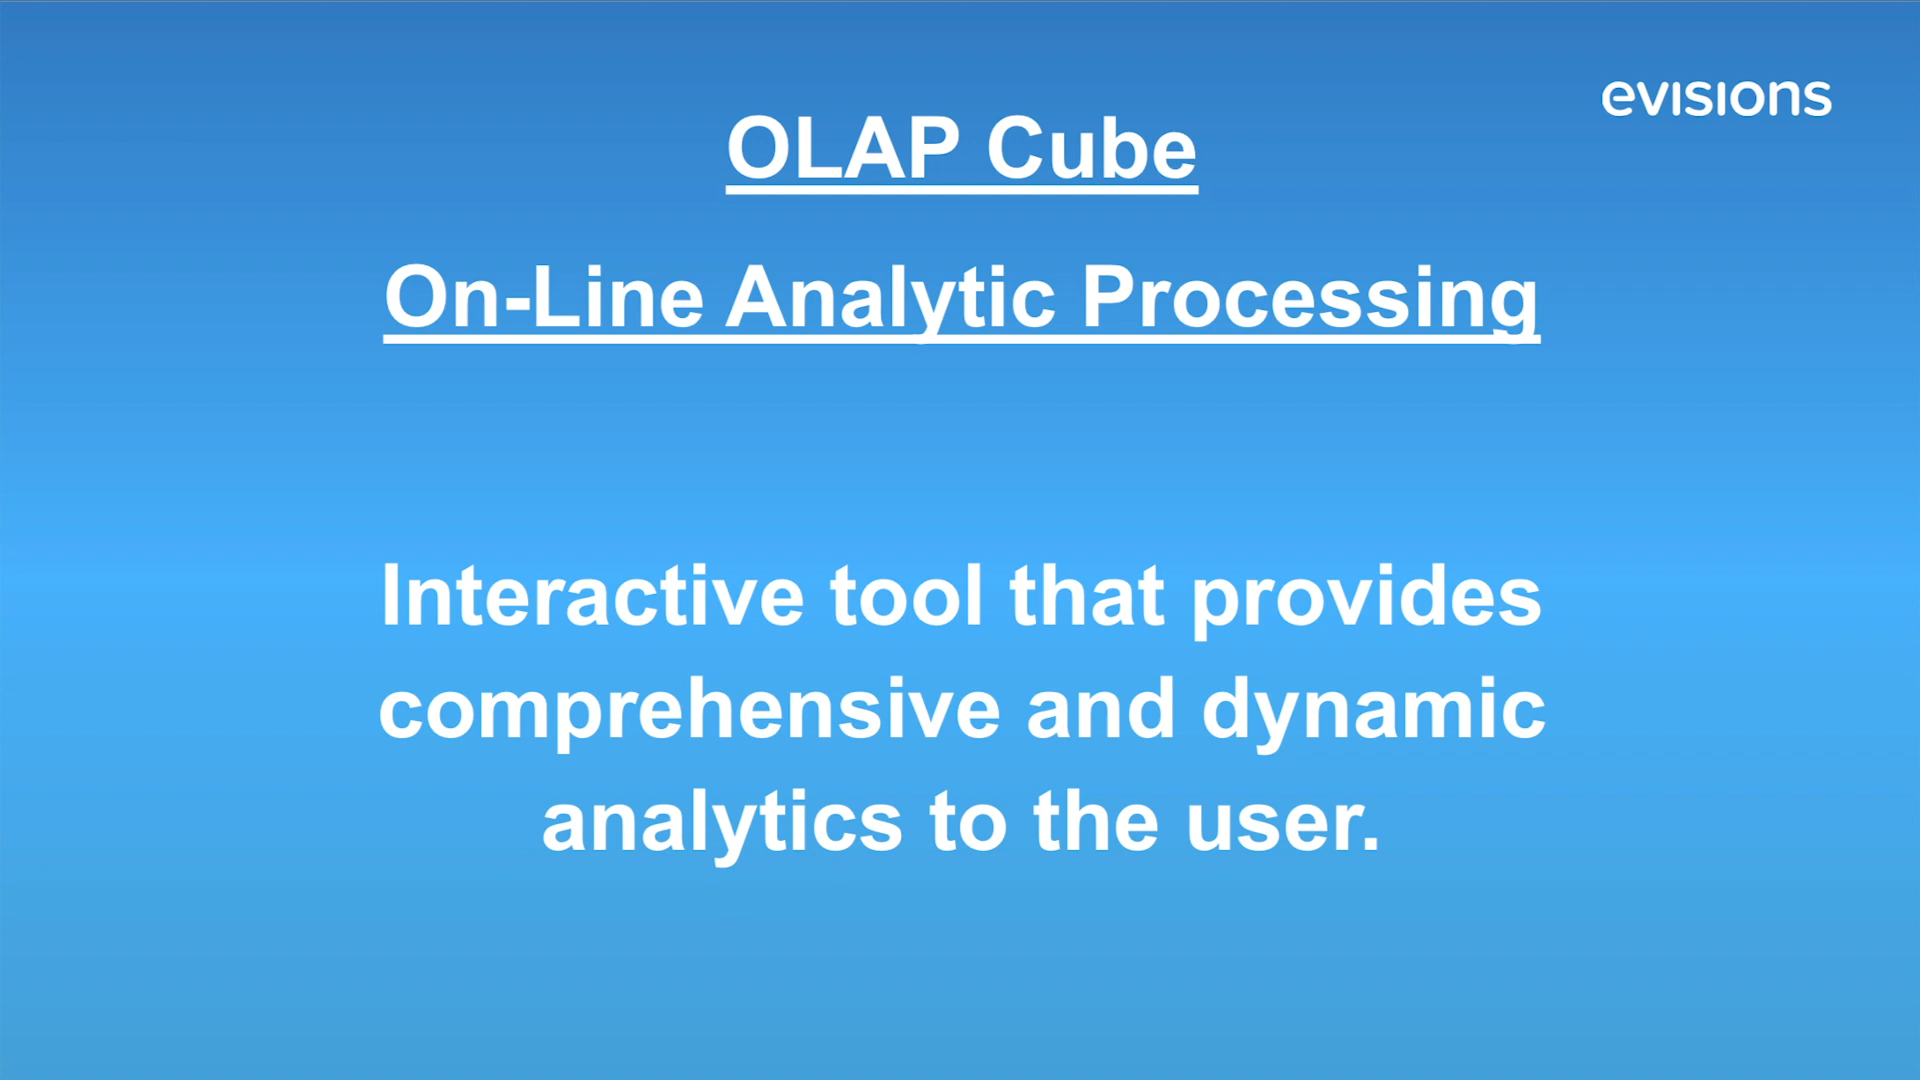 evisions
OLAP Cube
On-Line Analytic Processing
Interactive tool that provides
comprehensive and dynamic
analytics to the user.